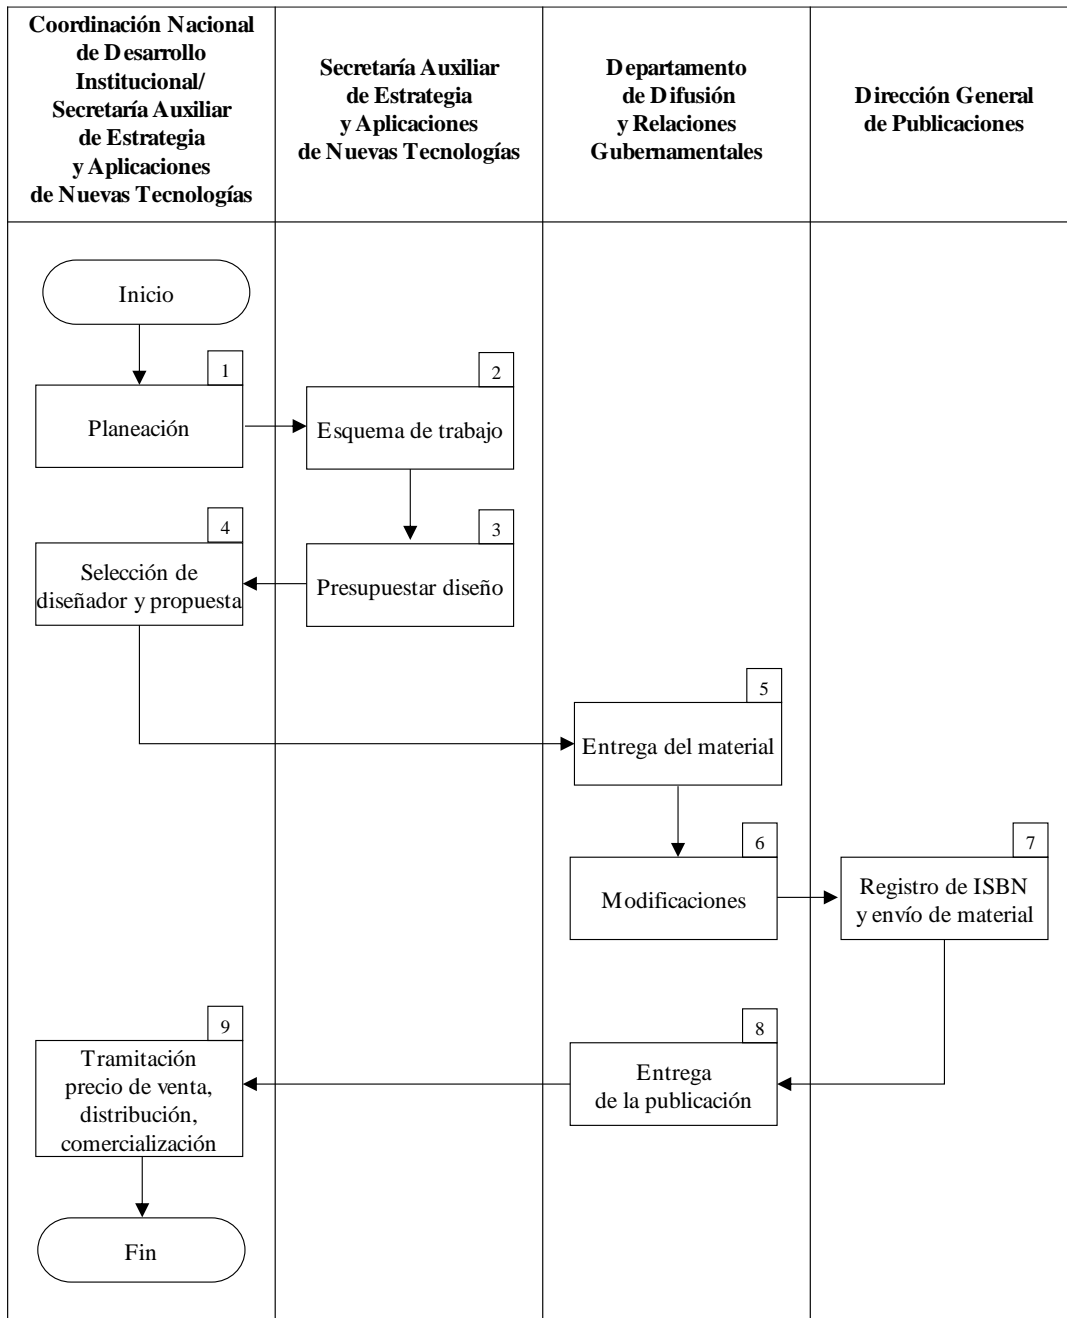 Coordinación Nacional
de Desarrollo
Institucional/
Secretaría Auxiliar
de Estrategia
y Aplicaciones
de Nuevas Tecnologías
Secretaría Auxiliar
de Estrategia
y Aplicaciones
de Nuevas Tecnologías
Departamento
de Difusión
y Relaciones
Gubernamentales
Dirección General
de Publicaciones
Inicio
1
Planeación
2
Esquema de trabajo
3
Presupuestar diseño
4
Selección de
diseñador y propuesta
5
Entrega del material
6
Modificaciones
7
Registro de ISBN
y envío de material
8
Entrega
de la publicación
9
Tramitación
precio de venta,
distribución,
comercialización
Fin